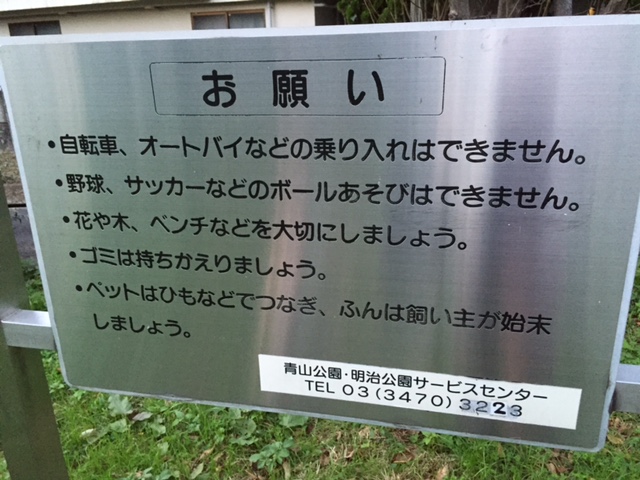 お願い
・自転車、オートバイなどの乗り入れはできません。
・野球、サッカーなどのボールあそびはできません。
・花や木、ベンチなどを大切にしましょう。
・ゴミは持ちかえりましょう。
・ペットはひもなどでつなぎ、ふんは飼い主が始末
しましょう。
青山公園・明治公園サービスセンター
TEL 03(3470)3223